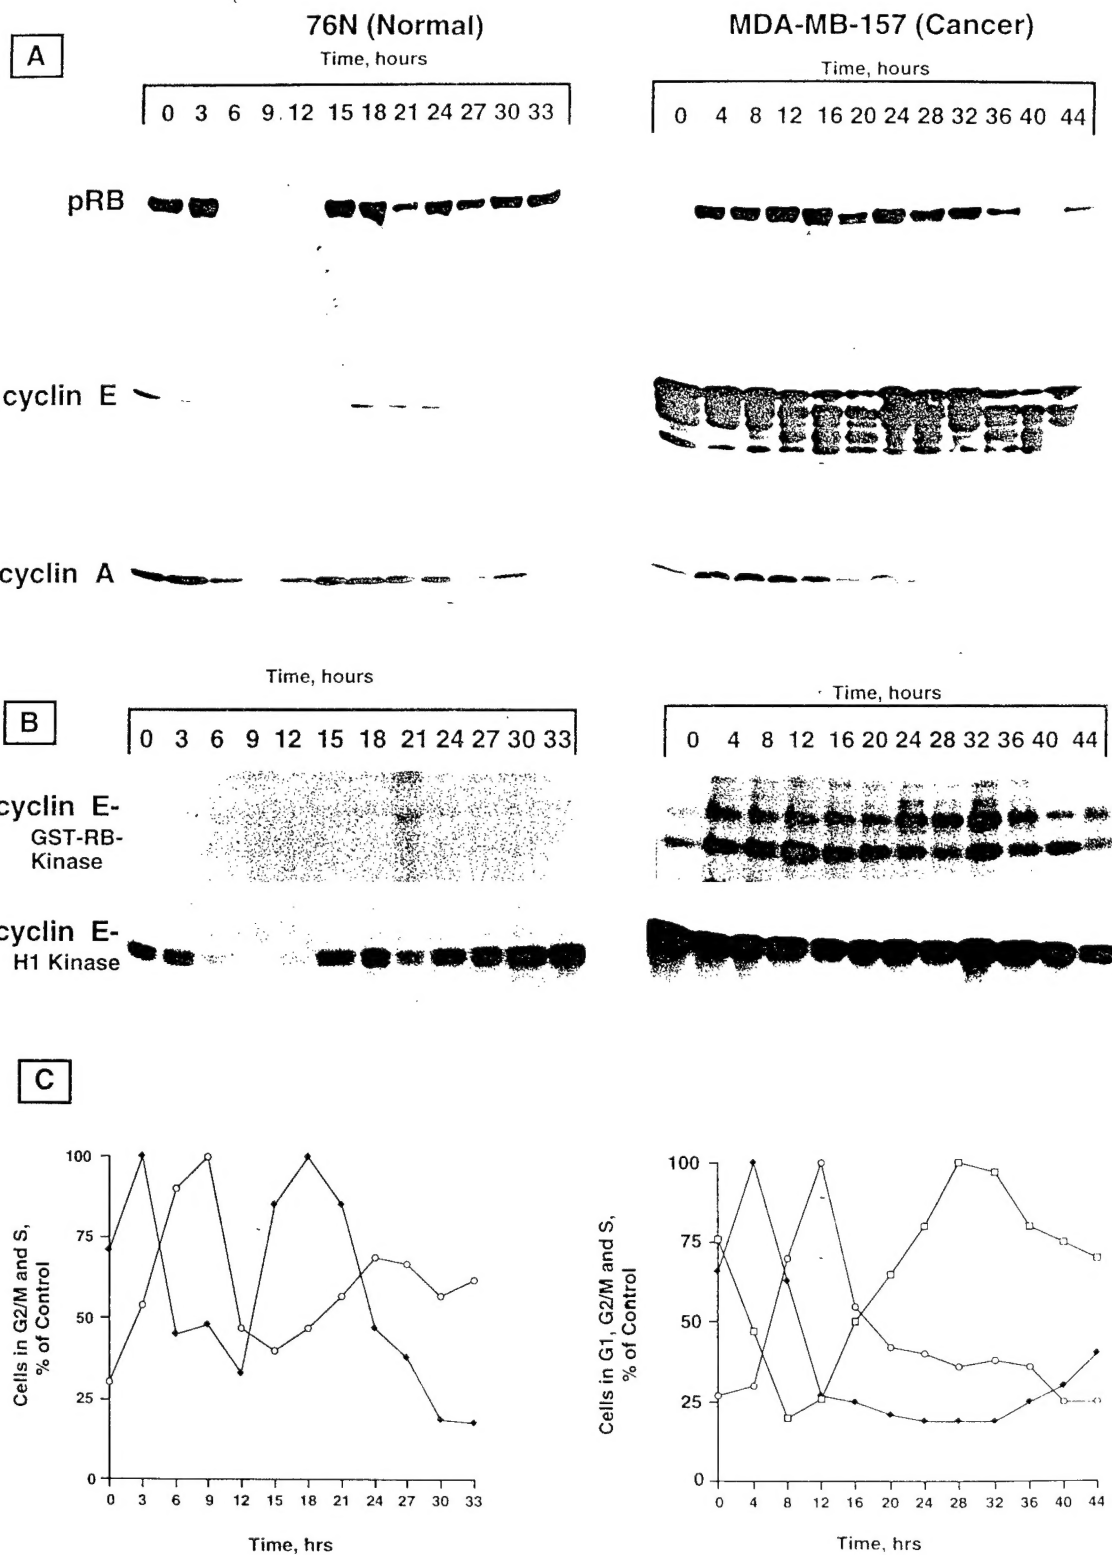 76N (Normal)
MDA-MB-157 (Cancer)
A
Time, hours
Time, hours
0 3 6 9 12 15 18 21 24 27 30 33
0 4 8 12 16 20 24 28 32 36 40 44
pRB
cyclin E
cyclin A
Time, hours
Time, hours
B
0 3 6 9 12 15 18 21 24 27 30 33
0 4 8 12 16 20 24 28 32 36 40 44
cyclin E-
GST-RB-
Kinase
cyclin E-
H1 Kinase
C
Cells in G2/M and S,
% of Control
100
75
50
25
0
0 3 6 9 12 15 18 21 24 27 30 33
Time, hrs
Cells in G1, G2/M and S,
% of Control
100
75
50
25
0
0 4 8 12 16 20 24 28 32 36 40 44
Time, hrs